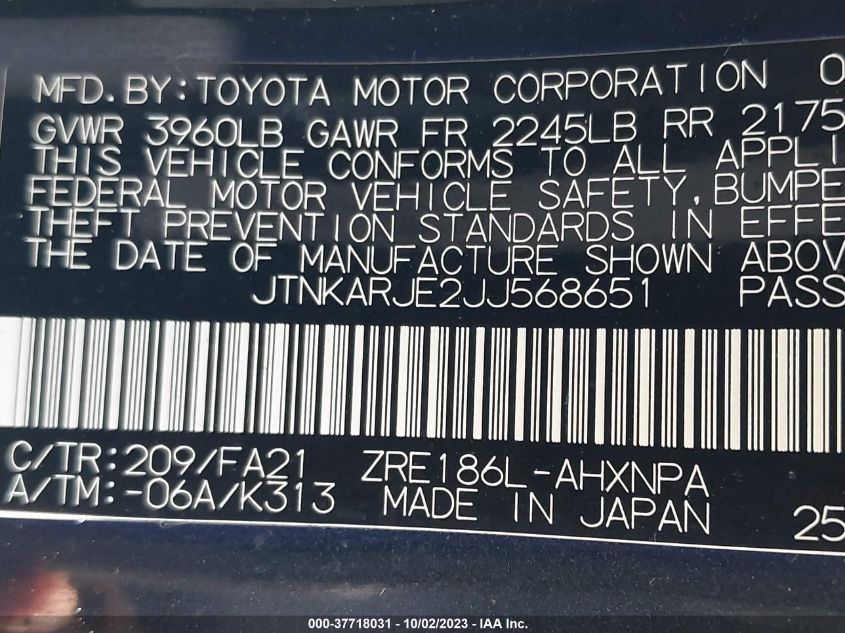 MFD. BY: TOYOTA MOTOR CORPORATION 0
GVWR 3960LB GAWR FR 2245LB RR 2175
THIS VEHICLE CONFORMS TO ALL APPLI
FEDERAL MOTOR VEHICLE SAFETY, BUMPE
THEFT PREVENTION STANDARDS IN EFFE
THE DATE OF MANUFACTURE SHOWN ABOV
JTNKARJE2JJ568651 PASS
C/TR: 209/FA21 ZRE186L-AHXNPA
A/TM: -06A/K313 MADE IN JAPAN 25
000-37718031 - 10/02/2023 - IAA Inc.